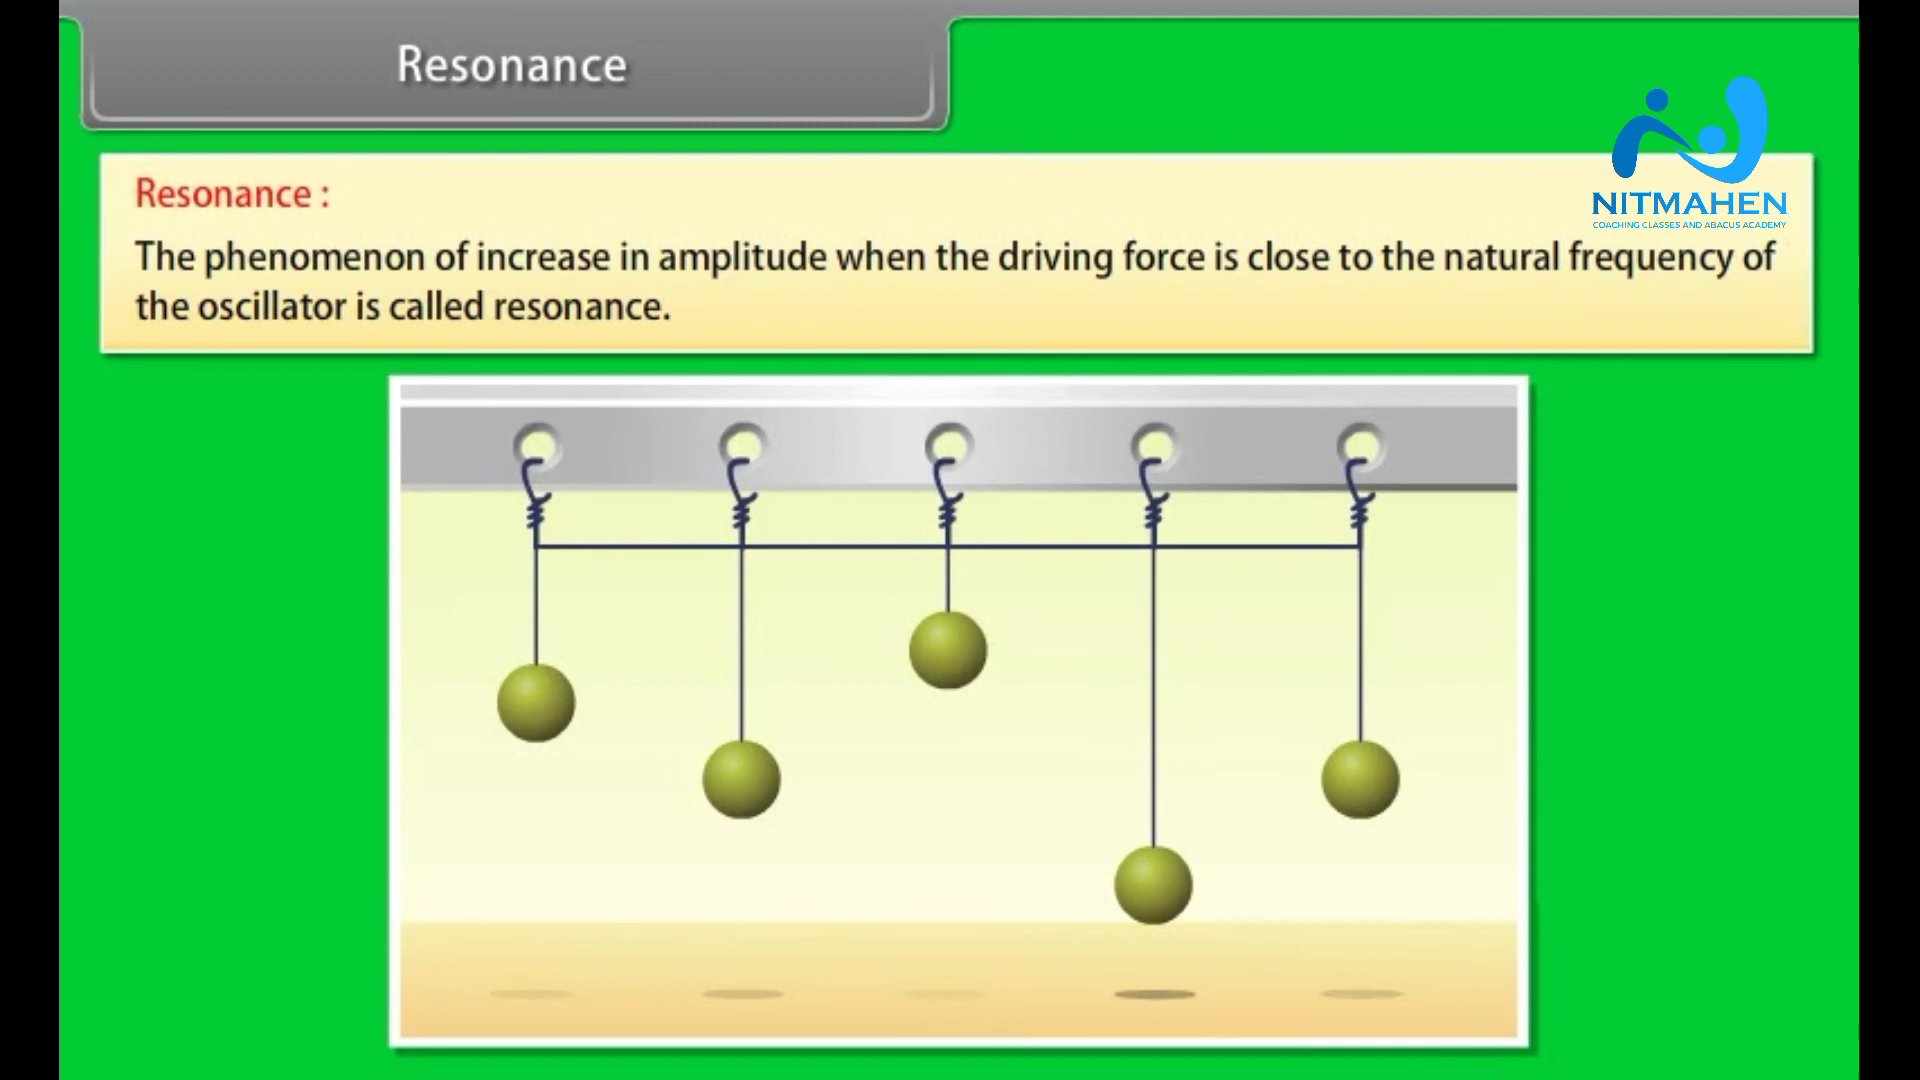 Resonance
NITMAHEN
COACHING CLASSES AND ABACUS ACADEMY
Resonance :
The phenomenon of increase in amplitude when the driving force is close to the natural frequency of
the oscillator is called resonance.